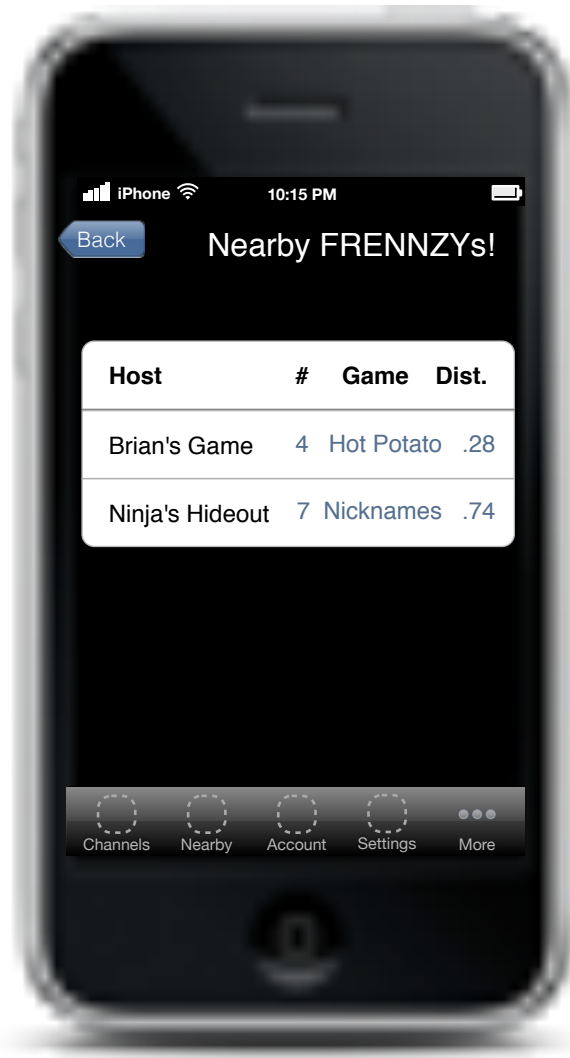 iPhone 10:15 PM
Back Nearby FRENNZYs!
Host # Game Dist.
Brian's Game 4 Hot Potato .28
Ninja's Hideout 7 Nicknames .74
Channels Nearby Account Settings More